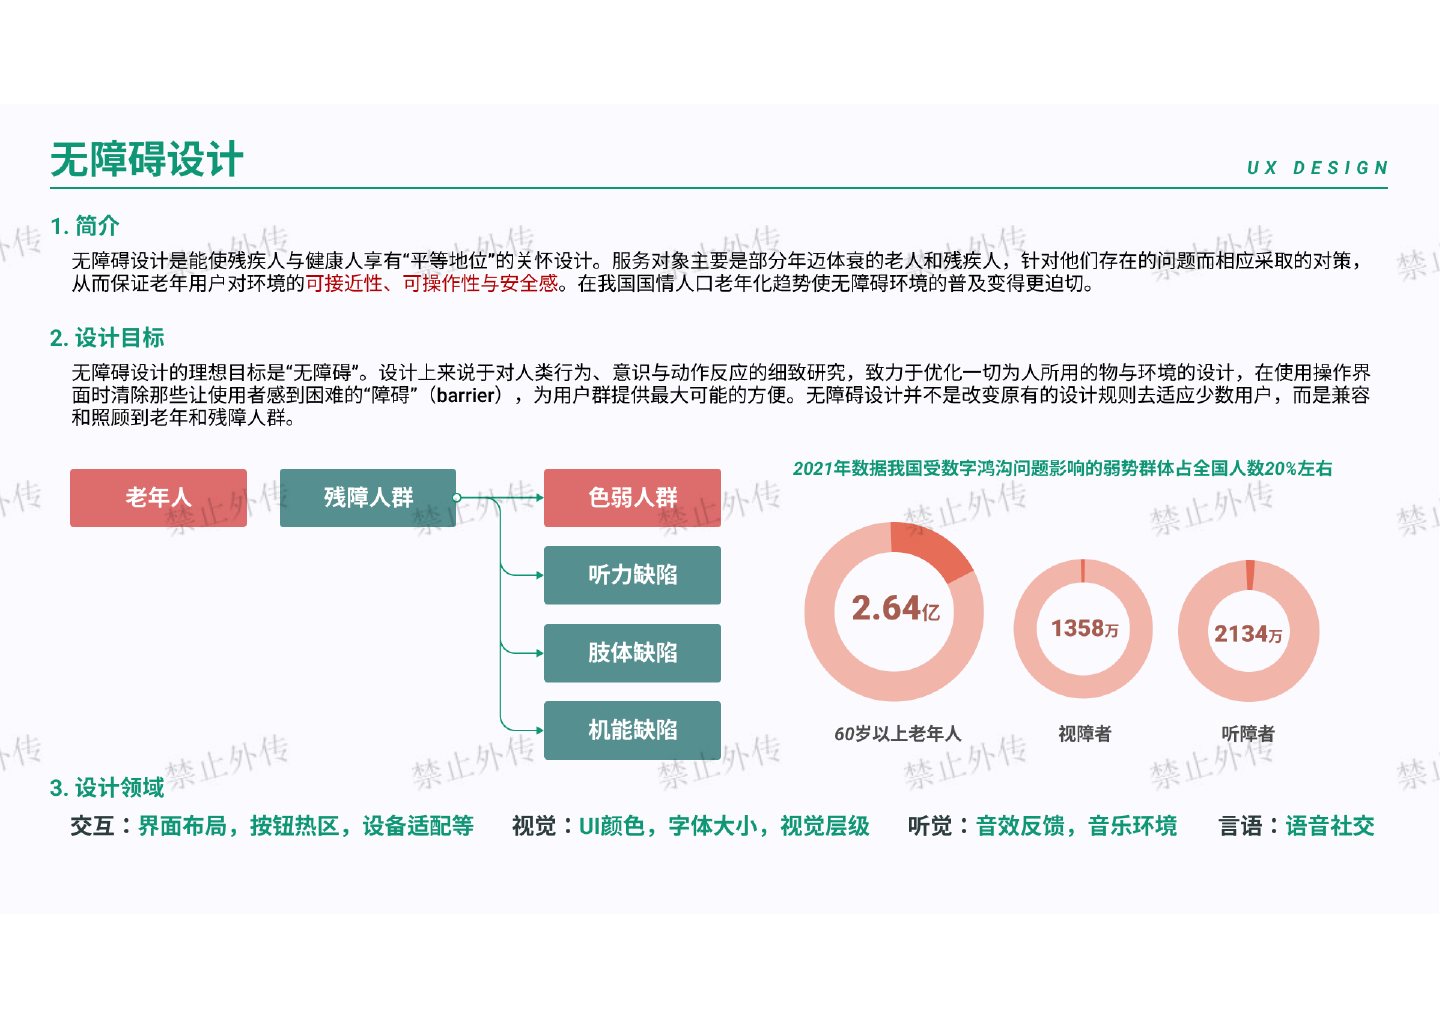 无障碍设计
UX DESIGN
1. 简介
无障碍设计是能使残疾人与健康人享有“平等地位”的关怀设计。服务对象主要是部分年迈体衰的老人和残疾人，针对他们存在的问题而相应采取的对策，
从而保证老年用户对环境的可接近性、可操作性与安全感。在我国国情人口老年化趋势使无障碍环境的普及变得更迫切。
2. 设计目标
无障碍设计的理想目标是“无障碍”。设计上来说于对人类行为、意识与动作反应的细致研究，致力于优化一切为人所用的物与环境的设计，在使用操作界
面时清除那些让使用者感到困难的“障碍”（barrier），为用户群提供最大可能的方便。无障碍设计并不是改变原有的设计规则去适应少数用户，而是兼容
和照顾到老年和残障人群。
老年人
残障人群
色弱人群
听力缺陷
肢体缺陷
机能缺陷
2021年数据我国受数字鸿沟问题影响的弱势群体占全国人数20%左右
2.64亿
1358万
2134万
60岁以上老年人
视障者
听障者
3. 设计领域
交互：界面布局，按钮热区，设备适配等
视觉：UI颜色，字体大小，视觉层级
听觉：音效反馈，音乐环境
言语：语音社交
禁止外传